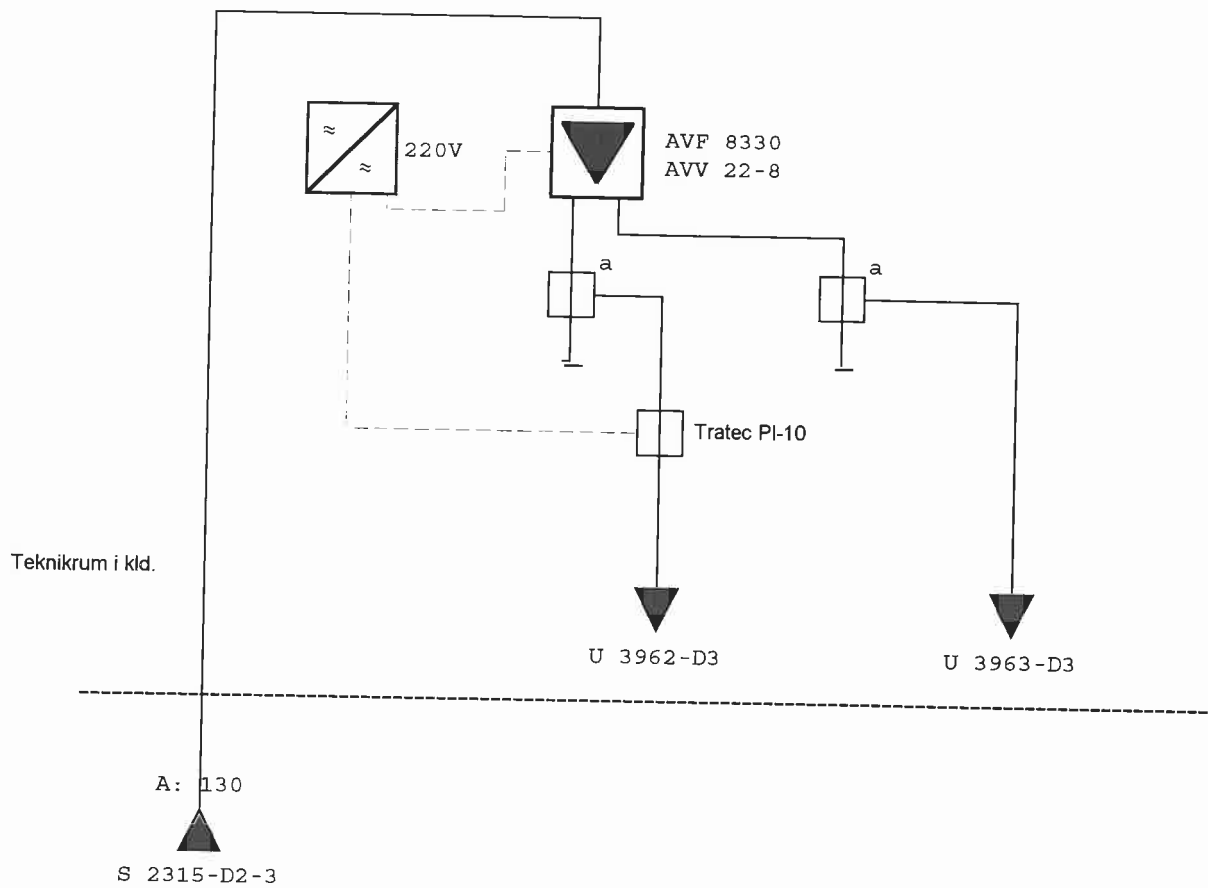 220V
AVF 8330
AVV 22-8
a
a
Tratec PI-10
Teknikrum i kld.
U 3962-D3
U 3963-D3
A: 130
S 2315-D2-3